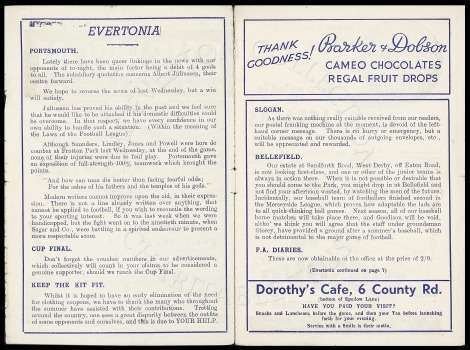 EVERTONIA
PORTSMOUTH.
Lately there have been queer linkings in the news with our
opponents of to-night, the main factor being a debit of 4 goals
to nil. The subsidiary quotation concerns Albert Juliussen, their
centre forward.
We hope to reverse the score of last Wednesday, but a win
will satisfy.
Juliussen has proved his ability in the past and we feel sure
that he would like to be attached if his domestic difficulties could
be overcome. In that respect, we have every confidence in our
own ability to handle such a situation. (Within the meaning of
the Laws of the Football League)
Although Saunders, Lindley, Jones and Powell were hors de
combat at Fratton Park last Wednesday, at the end of the game,
none of their injuries were due to foul play. Portsmouth gave
an exposition of full-strength 100% teamwork which brought the
points.
"And how can man die better than facing fearful odds;
For the ashes of his fathers and the temples of his gods."
Modern writers cannot improve upon that, in their expres-
sion. There is not a line already written over anything, that
cannot be applied to football, if you wish to reconcile the wording
to your sporting interest. So it was last week when we were
handicapped, but the fight went on to the ninetieth minute, when
Sagar and Co., were battling in a spirited endeavour to present a
more respectable score.
CUP FINAL.
Don't forget the voucher numbers in our advertisements,
which collectively will count in your claims to be considered a
genuine supporter, should we reach the Cup Final.
KEEP THE KIT FIT.
Whilst it is hoped to have an early elimination of the need
for clothing coupons, we have to thank the many who throughout
the summer have assisted with their contributions. Trotting
around the country, one sees a great disparity between the outfits
of some opponents and ourselves, and this is due to YOUR HELP.
THANK
GOODNESS!
Barker & Dobson
CAMEO CHOCOLATES
REGAL FRUIT DROPS
SLOGAN.
As there was nothing really suitable received from our readers,
our postal franking machine at the moment, is devoid of the left-
hand corner message. There is no hurry or emergency, but a
suitable message on our thousands of outgoing envelopes, etc.,
will be appreciated and rewarded.
BELLEFIELD.
Our estate at Sandforth Road, West Derby, off Eaton Road,
is now looking first-class, and one or other of the junior teams is
always in action there. When it is not possible or desirable that
you should come to the Park, you might drop in at Bellefield and
not find your afternoon wasted, by watching the men of the future.
Incidentally, our baseball team of footballers finished second in
the Merseyside League, which proves how adaptable the lads are
to all quick-thinking ball games. Next season, all of our baseball
home matches will take place there, and Goodison will be void,
altho' we think you will agree that the staff under groundsman
Storey, have provided a ground after a summer's baseball, which
is not detrimental to the major game of football.
F.A. DIARIES.
These are now obtainable at the office at the price of 2/9.
(Evertonia continued on page 7)
Dorothy's Cafe, 6 County Rd.
(bottom of Spellow Lane)
HAVE YOU PAID YOUR VISIT?
Snacks and Luncheons before the game, and then your Tea before launching
forth for your evening.
Service with a Smile is their motto.